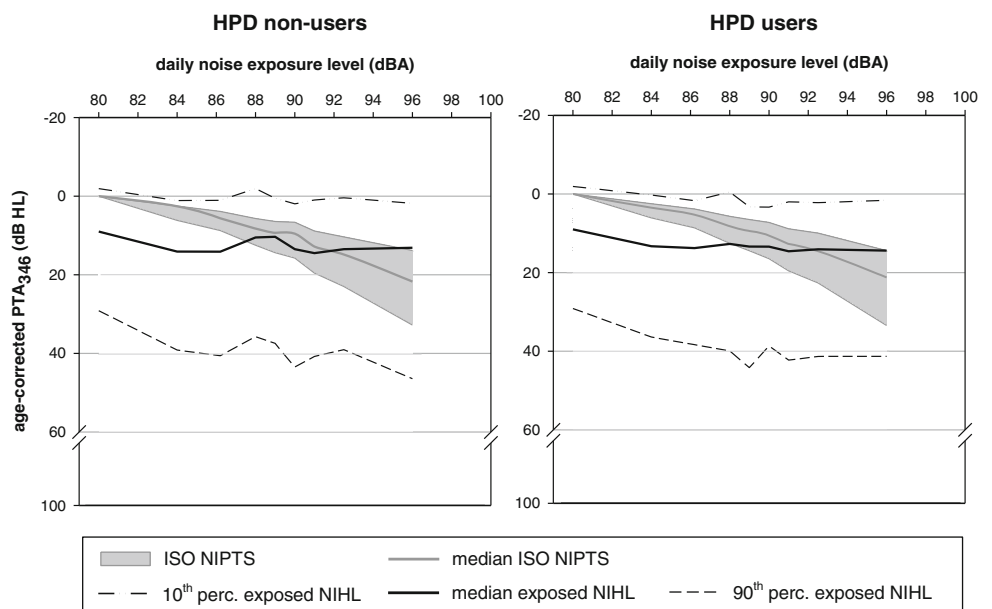 HPD non-users
HPD users
daily noise exposure level (dBA)
daily noise exposure level (dBA)
80 82 84 86 88 90 92 94 96 98 100
80 82 84 86 88 90 92 94 96 98 100
age-corrected PTA346 (dB HL)
-20
0
20
40
60
100
-20
0
20
40
60
100
ISO NIPTS
median ISO NIPTS
10th perc. exposed NIHL
median exposed NIHL
90th perc. exposed NIHL